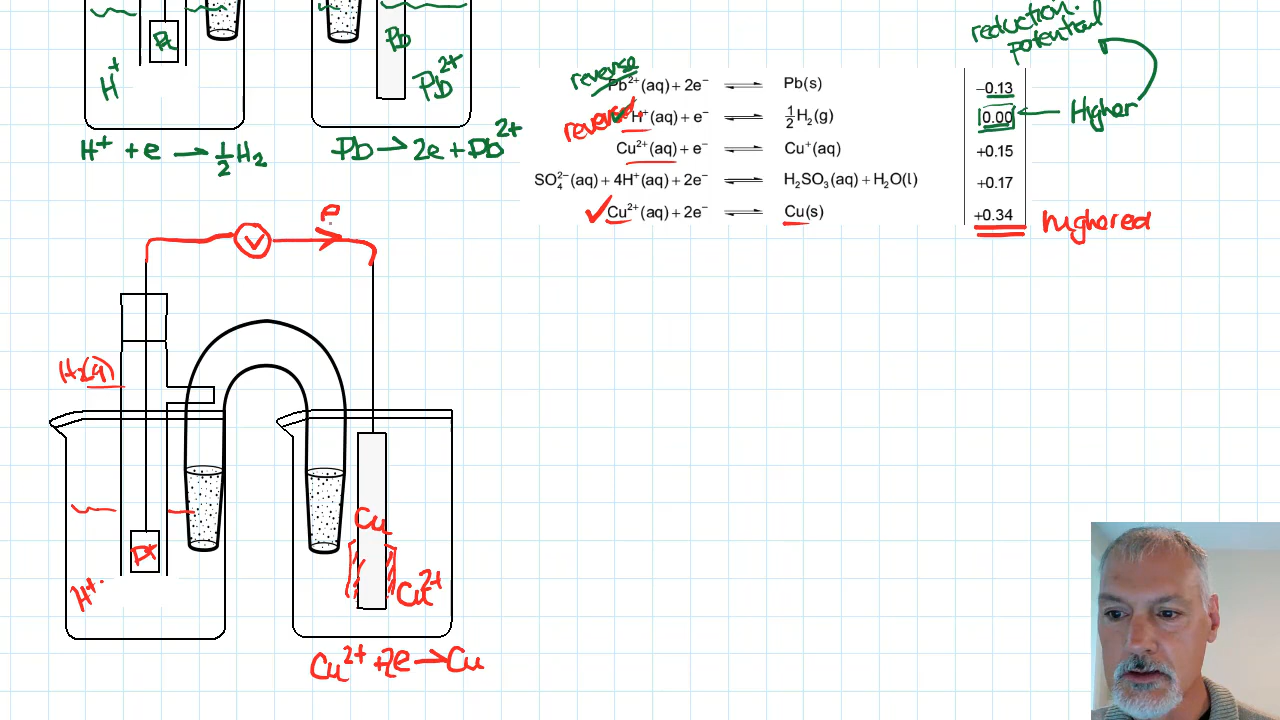 reduction.
potential
Pt
Pb
H⁺
Pb²⁺
H⁺ + e → ½H₂
Pb → 2e + Pb²⁺
reverse
Pb²⁺(aq) + 2e⁻ ⇌ Pb(s) −0.13
reverse
H⁺(aq) + e⁻ ⇌ ½H₂(g) 0.00 ← Higher
Cu²⁺(aq) + e⁻ ⇌ Cu⁺(aq) +0.15
SO₄²⁻(aq) + 4H⁺(aq) + 2e⁻ ⇌ H₂SO₃(aq) + H₂O(l) +0.17
✓ Cu²⁺(aq) + 2e⁻ ⇌ Cu(s) +0.34
higher red
e
V
H₂(g)
Cu
Pt
H⁺
Cu²⁺
Cu²⁺ + 2e → Cu